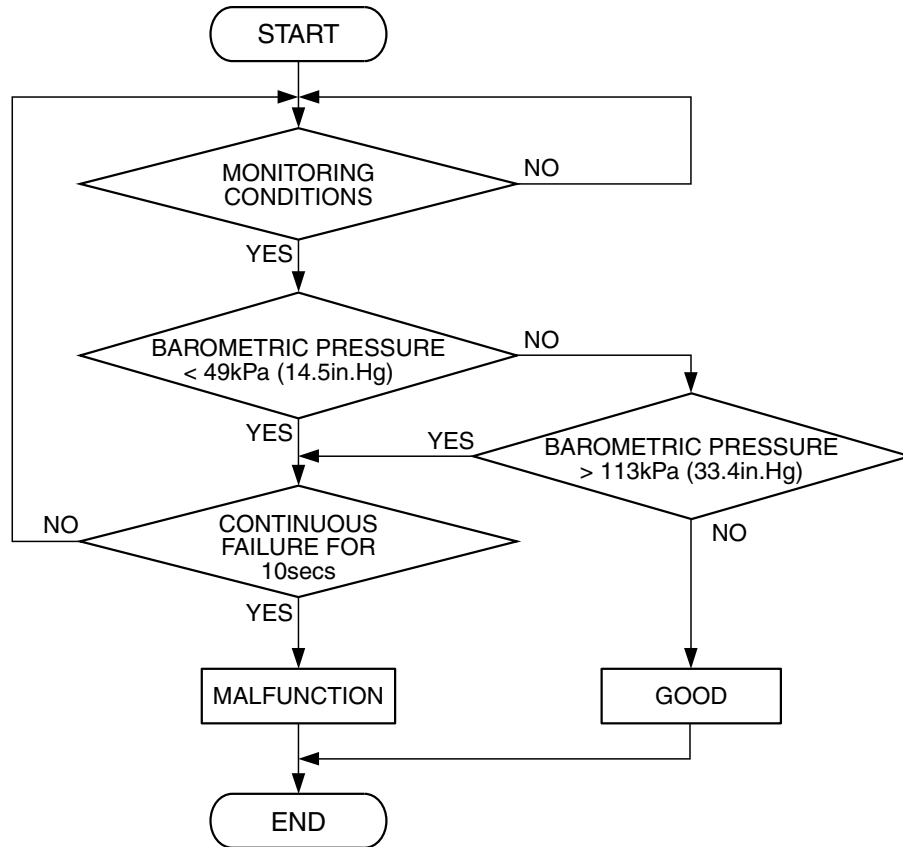 START
MONITORING
CONDITIONS
NO
YES
BAROMETRIC PRESSURE
< 49kPa (14.5in.Hg)
NO
YES
YES
BAROMETRIC PRESSURE
> 113kPa (33.4in.Hg)
NO
CONTINUOUS
FAILURE FOR
10secs
NO
YES
MALFUNCTION
GOOD
END